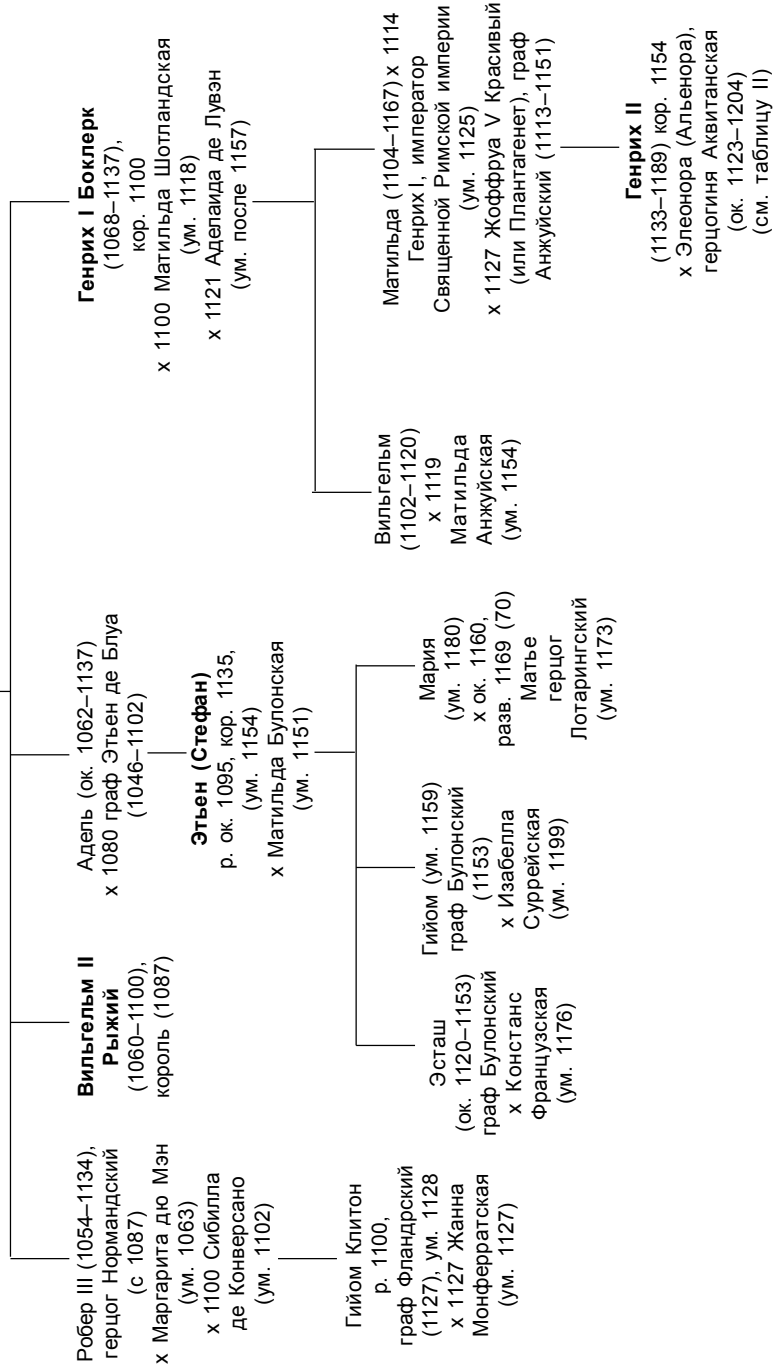 Робер III (1054–1134),
герцог Нормандский
(с 1087)
х Маргарита дю Мэн
(ум. 1063)
х 1100 Сибилла
де Конверсано
(ум. 1102)
Гийом Клитон
р. 1100,
граф Фландрский
(1127), ум. 1128
х 1127 Жанна
Монферратская
(ум. 1127)
Вильгельм II
Рыжий
(1060–1100),
король (1087)
Адель (ок. 1062–1137)
х 1080 граф Этьен де Блуа
(1046–1102)
Этьен (Стефан)
р. ок. 1095, кор. 1135,
(ум. 1154)
х Матильда Булонская
(ум. 1151)
Эсташ
(ок. 1120–1153)
граф Булонский
х Констанс
Французская
(ум. 1176)
Гийом (ум. 1159)
граф Булонский
(1153)
х Изабелла
Суррейская
(ум. 1199)
Мария
(ум. 1180)
х ок. 1160,
разв. 1169 (70)
Матье
герцог
Лотарингский
(ум. 1173)
Генрих I Боклерк
(1068–1137),
кор. 1100
х 1100 Матильда Шотландская
(ум. 1118)
х 1121 Аделаида де Лувэн
(ум. после 1157)
Вильгельм
(1102–1120)
х 1119
Матильда
Анжуйская
(ум. 1154)
Матильда (1104–1167) х 1114
Генрих I, император
Священной Римской империи
(ум. 1125)
х 1127 Жоффруа V Красивый
(или Плантагенет), граф
Анжуйский (1113–1151)
Генрих II
(1133–1189) кор. 1154
х Элеонора (Альенора),
герцогиня Аквитанская
(ок. 1123–1204)
(см. таблицу II)